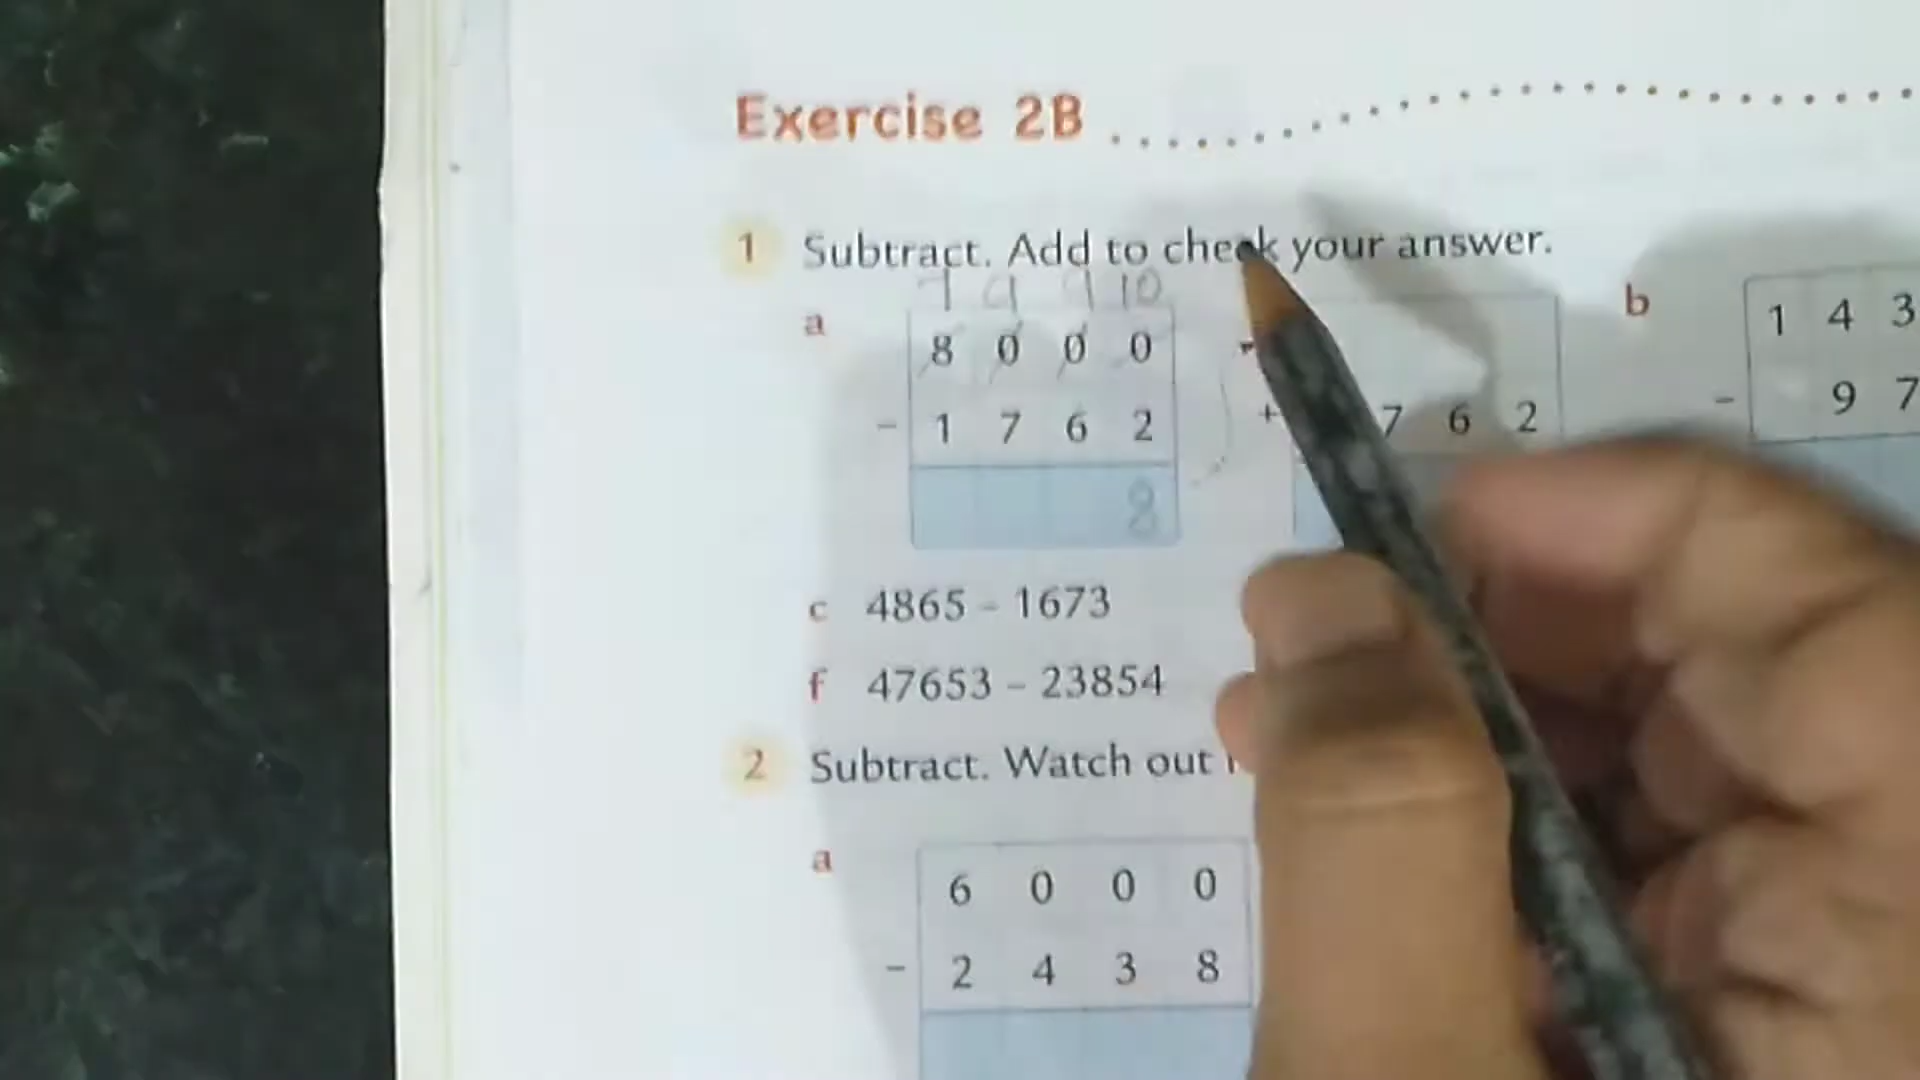 Exercise 2B
1 Subtract. Add to check your answer.
7 9 9 10
a 8 0 0 0
- 1 7 6 2
8
+ 7 6 2
b 1 4 3
- 9 7
c 4865 - 1673
f 47653 - 23854
2 Subtract. Watch out
a 6 0 0 0
- 2 4 3 8